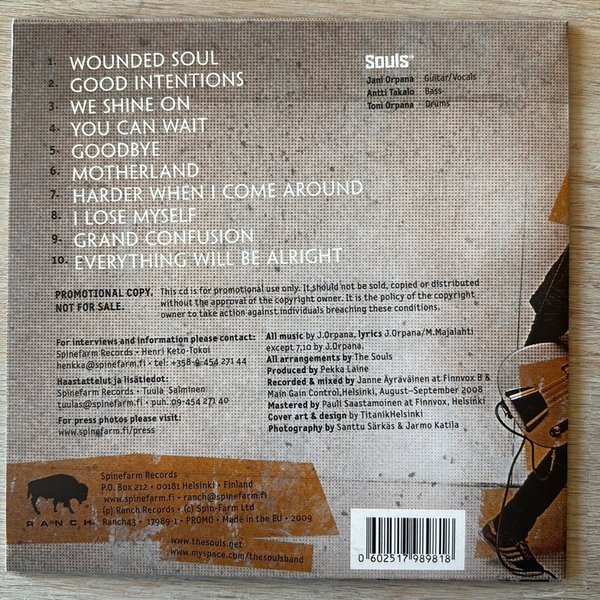 1. WOUNDED SOUL
2. GOOD INTENTIONS
3. WE SHINE ON
4. YOU CAN WAIT
5. GOODBYE
6. MOTHERLAND
7. HARDER WHEN I COME AROUND
8. I LOSE MYSELF
9. GRAND CONFUSION
10. EVERYTHING WILL BE ALRIGHT
Souls
Jani Orpana Guitar/Vocals
Antti Takalo Bass
Toni Orpana Drums
PROMOTIONAL COPY.
NOT FOR SALE.
This cd is for promotional use only. It should not be sold, copied or distributed
without the approval of the copyright owner. It is the policy of the copyright
owner to take action against individuals breaching these conditions.
For interviews and information please contact:
Spinefarm Records • Henri Keto-Tokoi
henkka@spinefarm.fi • tel: +358-9 454 271 44
Haastattelut ja lisätiedot:
Spinefarm Records • Tuula Salminen
tuulas@spinefarm.fi • puh. 09-454 271 40
For press photos please visit:
www.spinefarm.fi/press
All music by J.Orpana, lyrics J.Orpana/M.Majalahti
except 7,10 by J.Orpana.
All arrangements by The Souls
Produced by Pekka Laine
Recorded & mixed by Janne Äyräväinen at Finnvox B &
Main Gain Control,Helsinki, August-September 2008
Mastered by Pauli Saastamoinen at Finnvox, Helsinki
Cover art & design by TitanikHelsinki
Photography by Santtu Särkäs & Jarmo Katila
RANCH
Spinefarm Records
P.O. Box 212 • 00181 Helsinki • Finland
www.spinefarm.fi • ranch@spinefarm.fi
(p) Ranch Records • (c) Spin-Farm Ltd
Ranch43 • 17989-1 • PROMO • Made in the EU • 2009
www.thesouls.net
www.myspace.com/thesoulsband
0 602517 989818